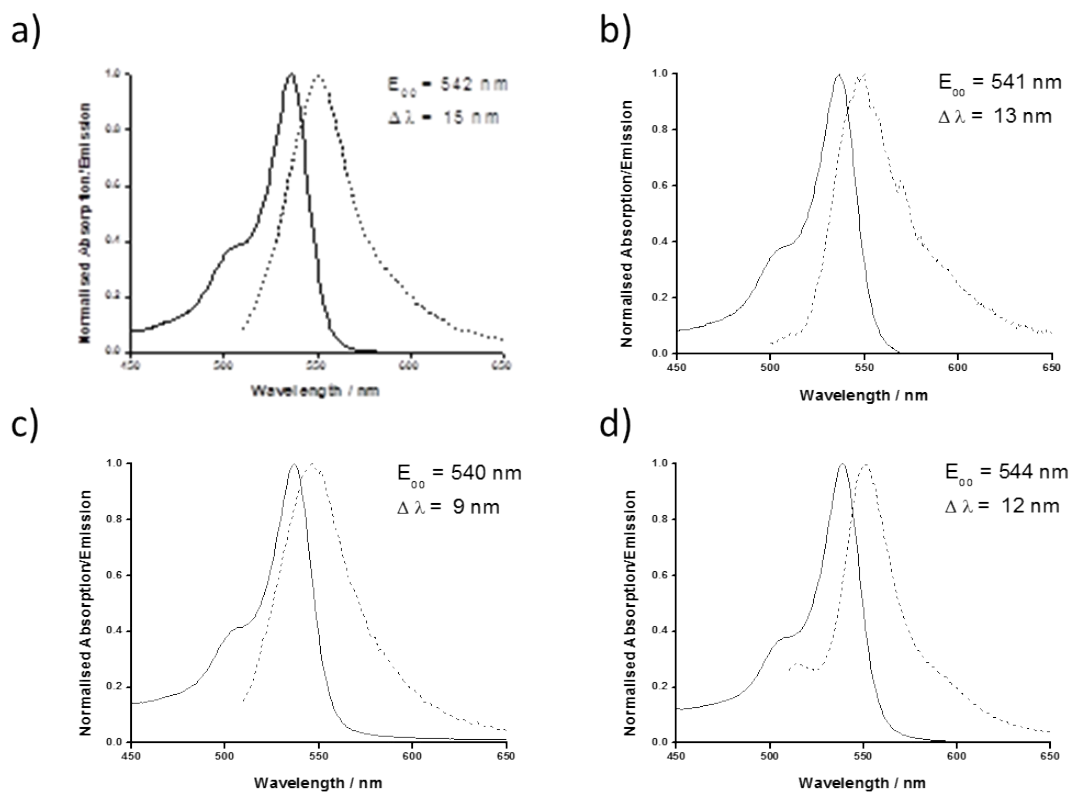 a)
E₀₀ = 542 nm
Δ λ = 15 nm
Normalised Absorption/Emission
1.0
0.8
0.6
0.4
0.2
0.0
450 500 550 600 650
Wavelength / nm
b)
E₀₀ = 541 nm
Δ λ = 13 nm
Normalised Absorption/Emission
1.0
0.8
0.6
0.4
0.2
0.0
450 500 550 600 650
Wavelength / nm
c)
E₀₀ = 540 nm
Δ λ = 9 nm
Normalised Absorption/Emission
1.0
0.8
0.6
0.4
0.2
0.0
450 500 550 600 650
Wavelength / nm
d)
E₀₀ = 544 nm
Δ λ = 12 nm
Normalised Absorption/Emission
1.0
0.8
0.6
0.4
0.2
0.0
450 500 550 600 650
Wavelength / nm